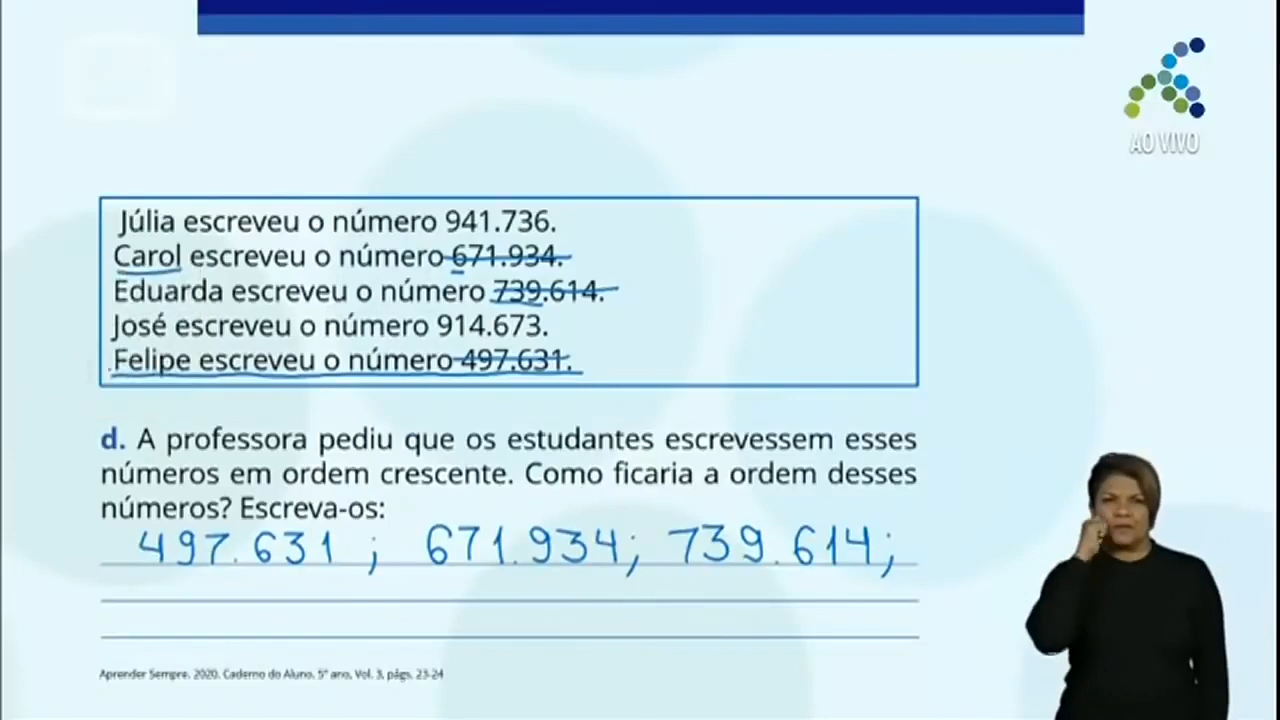 AO VIVO
Júlia escreveu o número 941.736.
Carol escreveu o número 671.934.
Eduarda escreveu o número 739.614.
José escreveu o número 914.673.
Felipe escreveu o número 497.631.
d. A professora pediu que os estudantes escrevessem esses
números em ordem crescente. Como ficaria a ordem desses
números? Escreva-os:
497.631 ; 671.934; 739.614;
Aprender Sempre. 2020. Caderno do Aluno. 5º ano, Vol. 3, págs. 23-24